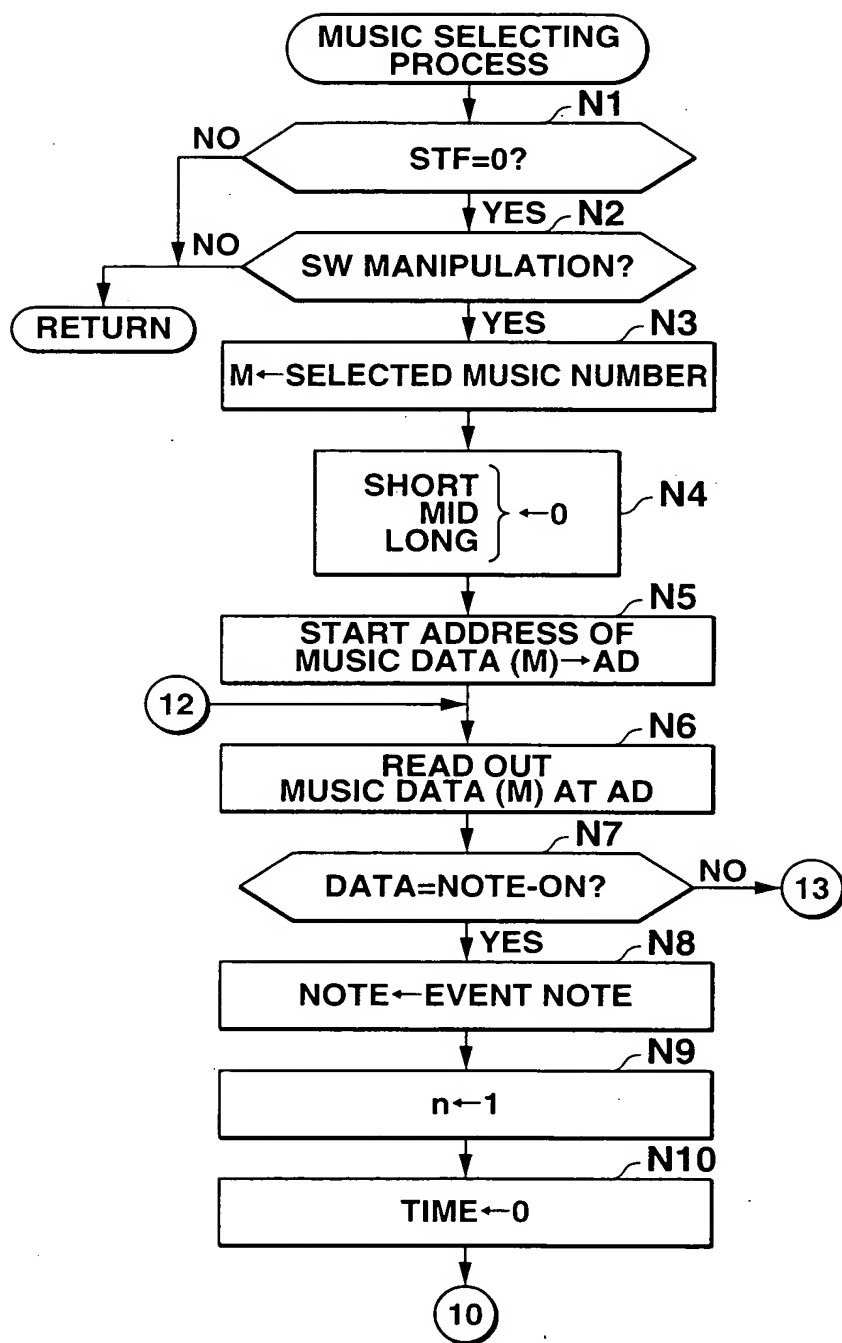 MUSIC SELECTING
PROCESS
N1
NO
STF=0?
YES
N2
NO
SW MANIPULATION?
RETURN
YES
N3
M←SELECTED MUSIC NUMBER
SHORT
MID
LONG
←0
N4
N5
START ADDRESS OF
MUSIC DATA (M)→AD
12
N6
READ OUT
MUSIC DATA (M) AT AD
N7
DATA=NOTE-ON?
NO
13
YES
N8
NOTE←EVENT NOTE
N9
n←1
N10
TIME←0
10